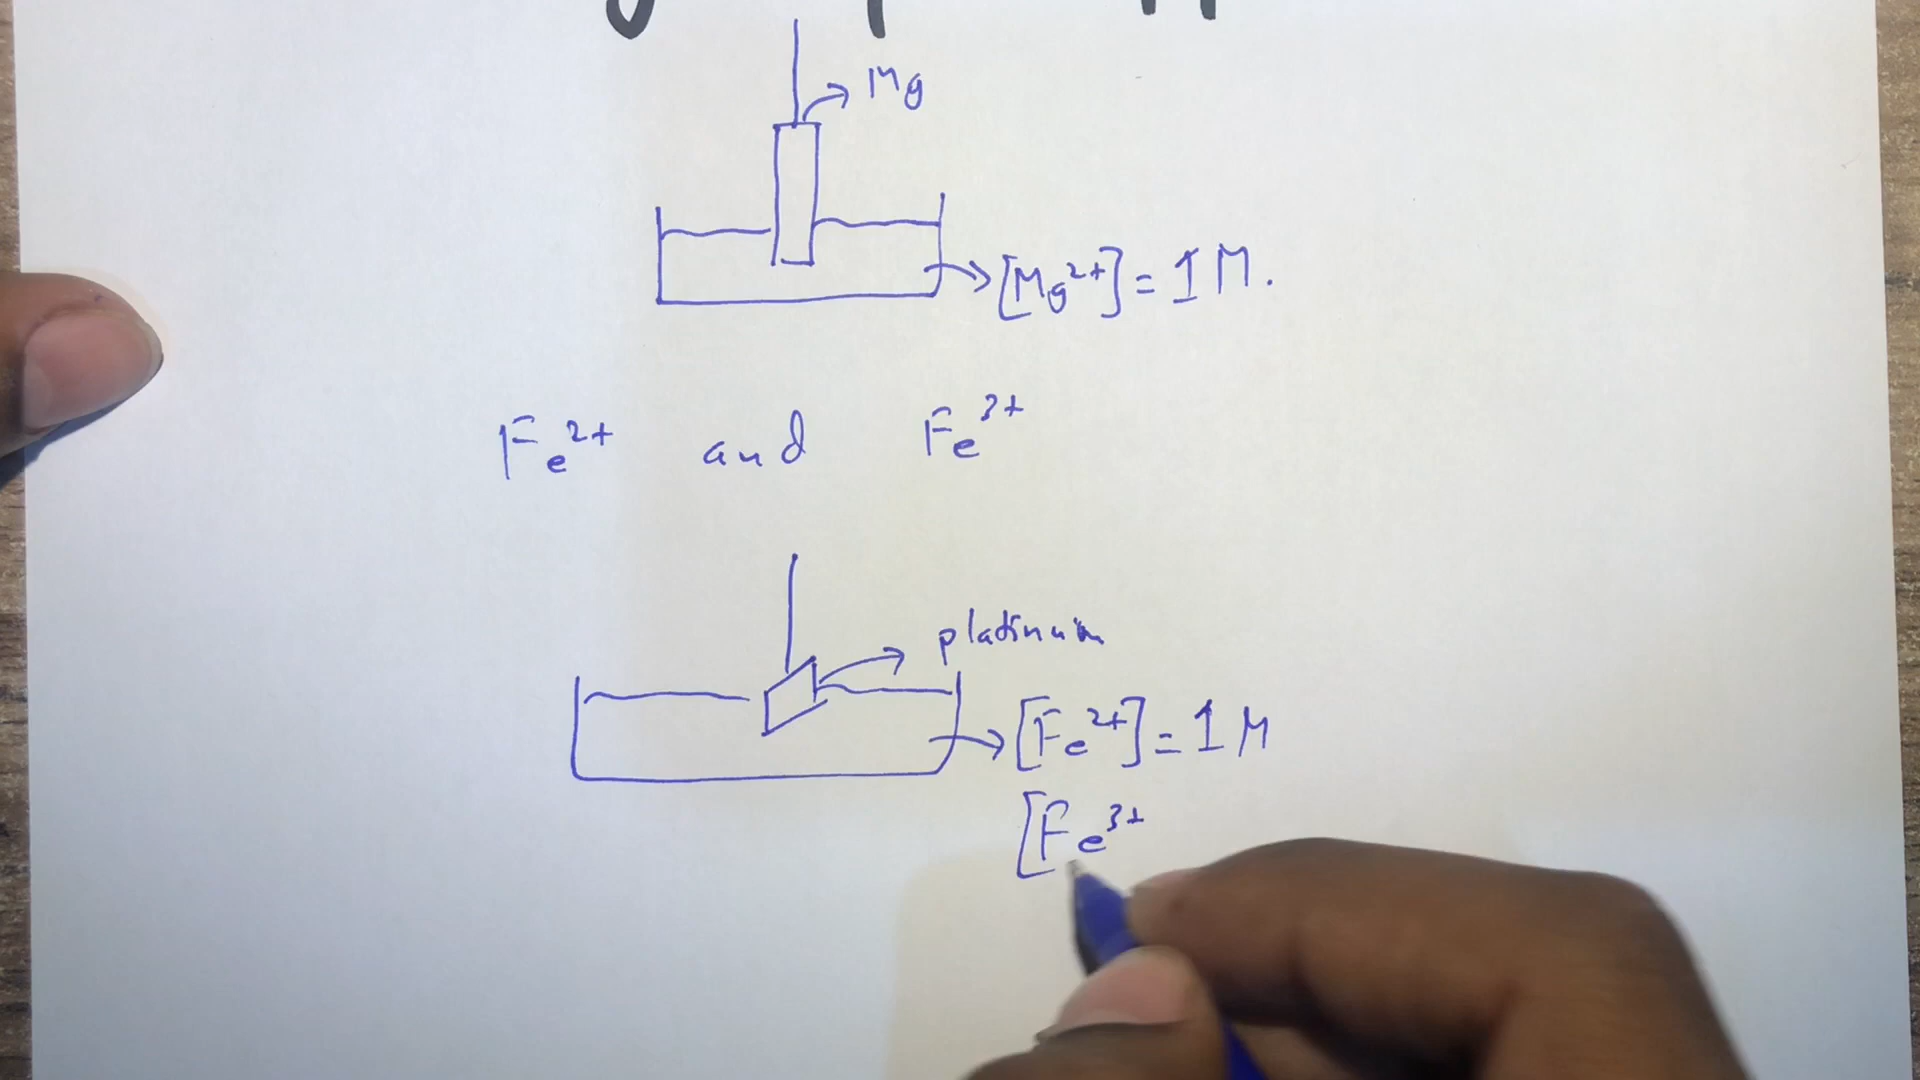 Mg
[Mg²⁺] = 1 M.
Fe²⁺ and Fe³⁺
platinum
[Fe²⁺] = 1 M
[Fe³⁺